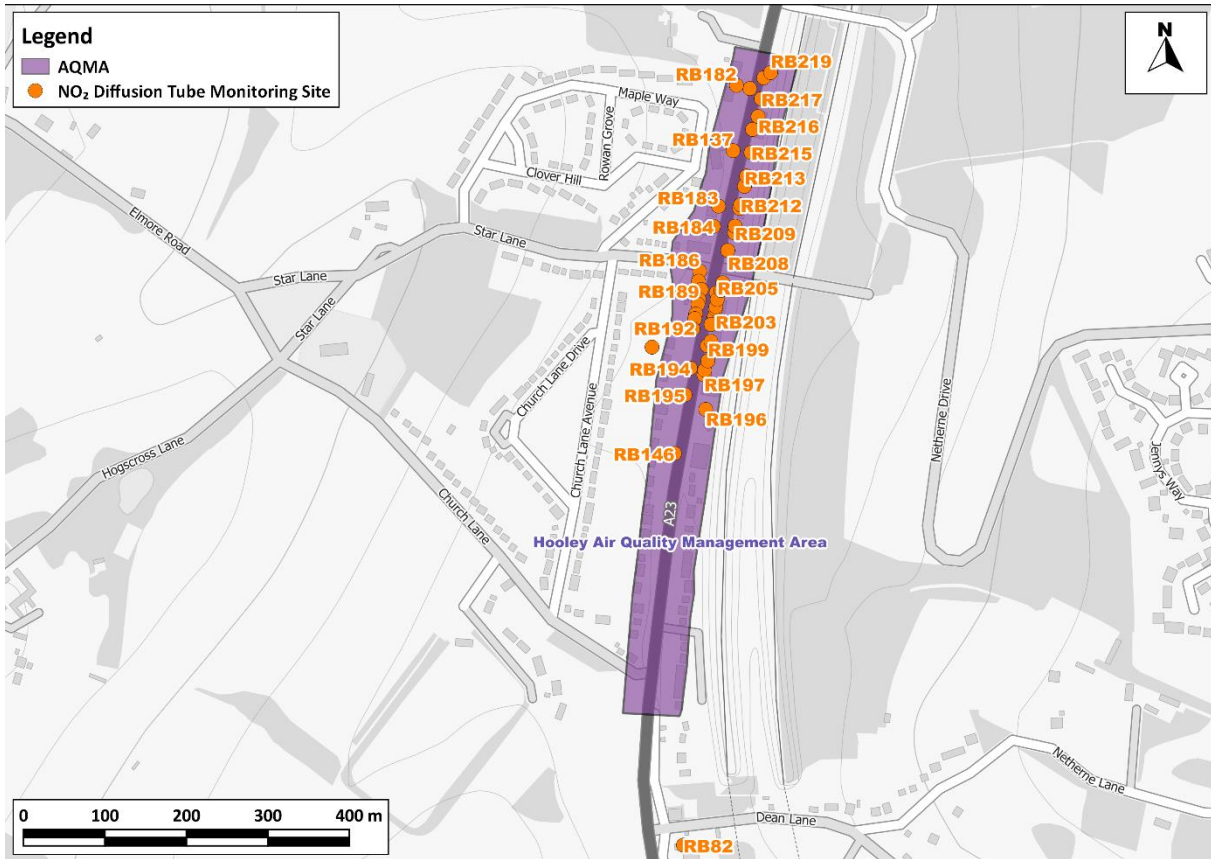 Legend
AQMA
NO₂ Diffusion Tube Monitoring Site
N
RB219
RB182
RB217
Maple Way
RB216
Rowan Grove
RB137
RB215
Clover Hill
RB213
RB183
RB212
Elmore Road
RB184
RB209
Star Lane
RB186
RB208
Star Lane
RB189
RB205
Star Lane
RB192
RB203
RB199
RB194
RB197
Church Lane Drive
RB195
RB196
Netherne Drive
Church Lane Avenue
Hogscross Lane
RB146
Jennys Way
Church Lane
A23
Hooley Air Quality Management Area
Netherne Lane
0 100 200 300 400 m
Dean Lane
RB82